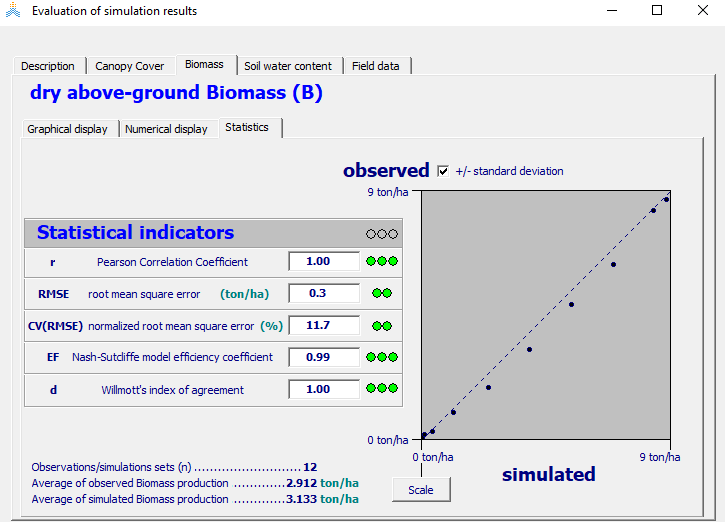 Evaluation of simulation results
Description Canopy Cover Biomass Soil water content Field data
dry above-ground Biomass (B)
Graphical display Numerical display Statistics
observed +/- standard deviation
9 ton/ha
Statistical indicators
r Pearson Correlation Coefficient 1.00
RMSE root mean square error (ton/ha) 0.3
CV(RMSE) normalized root mean square error (%) 11.7
EF Nash-Sutcliffe model efficiency coefficient 0.99
d Willmott's index of agreement 1.00
0 ton/ha
0 ton/ha 9 ton/ha
simulated
Observations/simulations sets (n) ........................... 12
Average of observed Biomass production .............2.912 ton/ha
Average of simulated Biomass production .............3.133 ton/ha
Scale